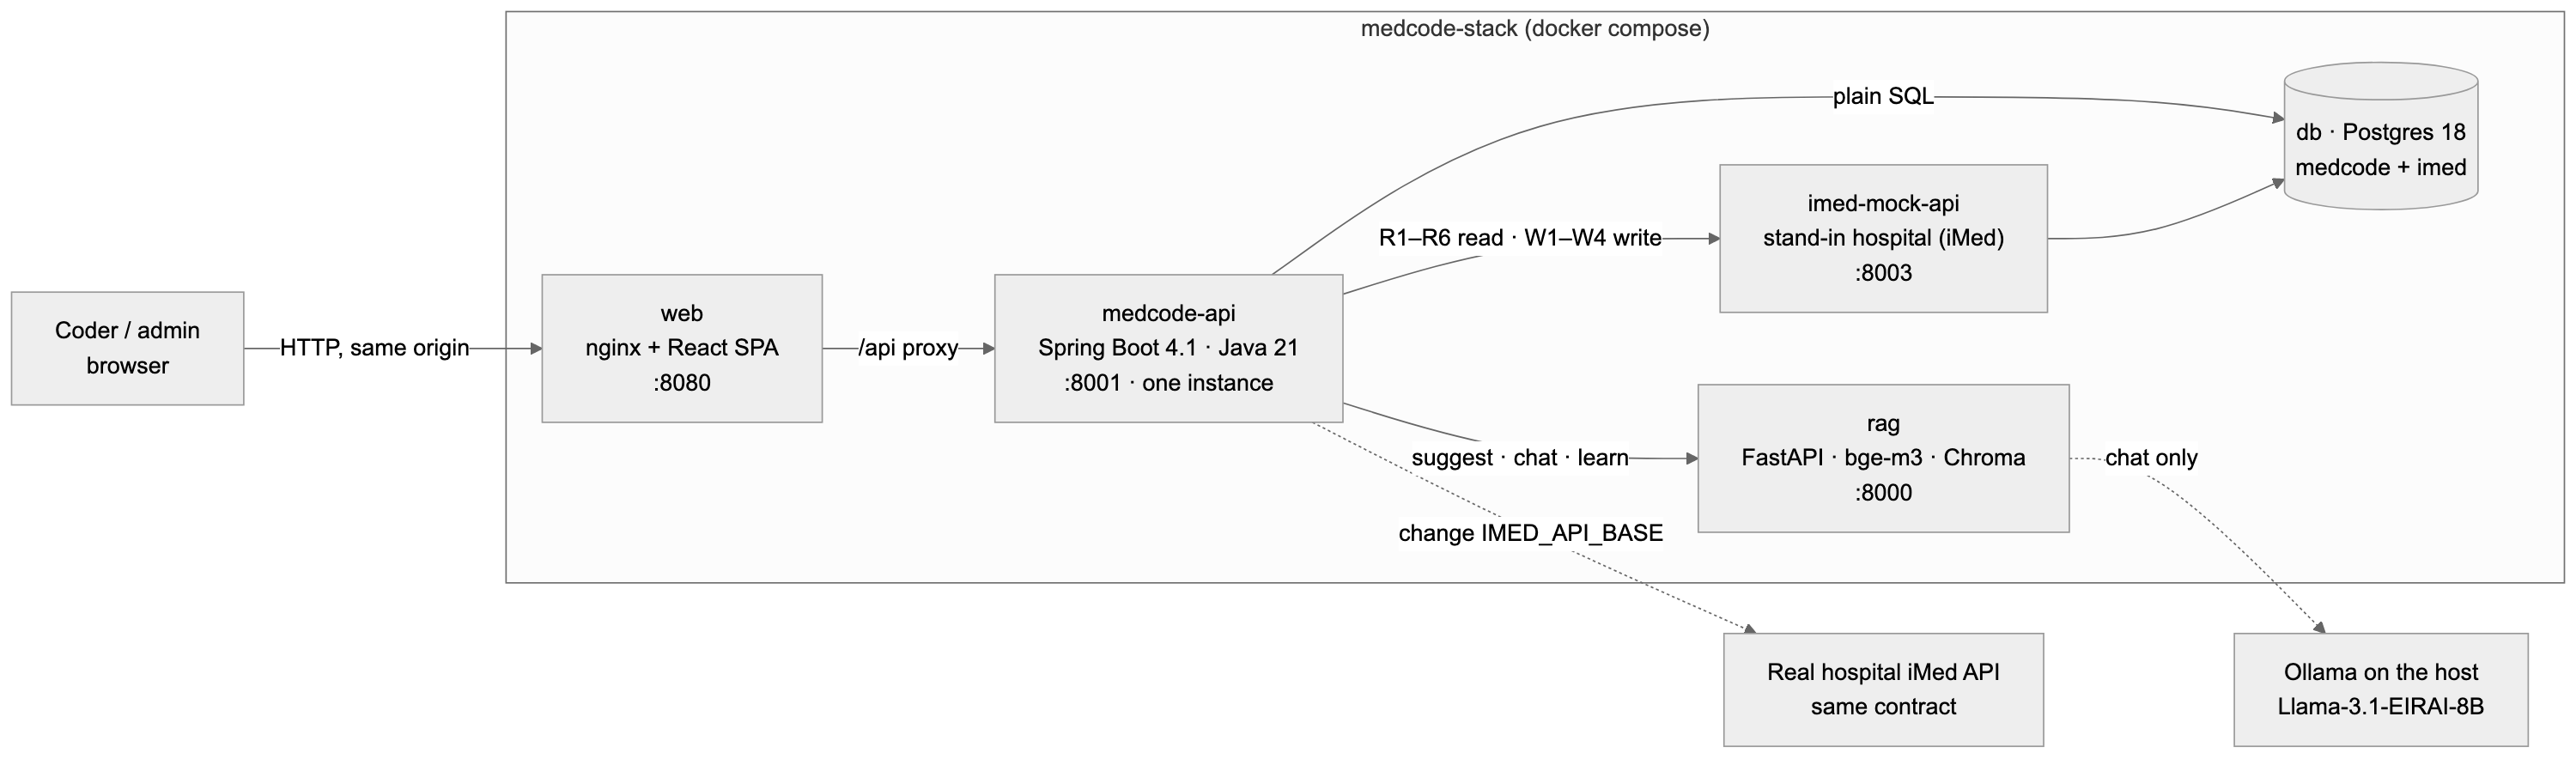 medcode-stack (docker compose)
plain SQL
db · Postgres 18
medcode + imed
imed-mock-api
stand-in hospital (iMed)
:8003
R1–R6 read · W1–W4 write
Coder / admin
browser
HTTP, same origin
web
nginx + React SPA
:8080
/api proxy
medcode-api
Spring Boot 4.1 · Java 21
:8001 · one instance
suggest · chat · learn
rag
FastAPI · bge-m3 · Chroma
:8000
chat only
change IMED_API_BASE
Real hospital iMed API
same contract
Ollama on the host
Llama-3.1-EIRAI-8B